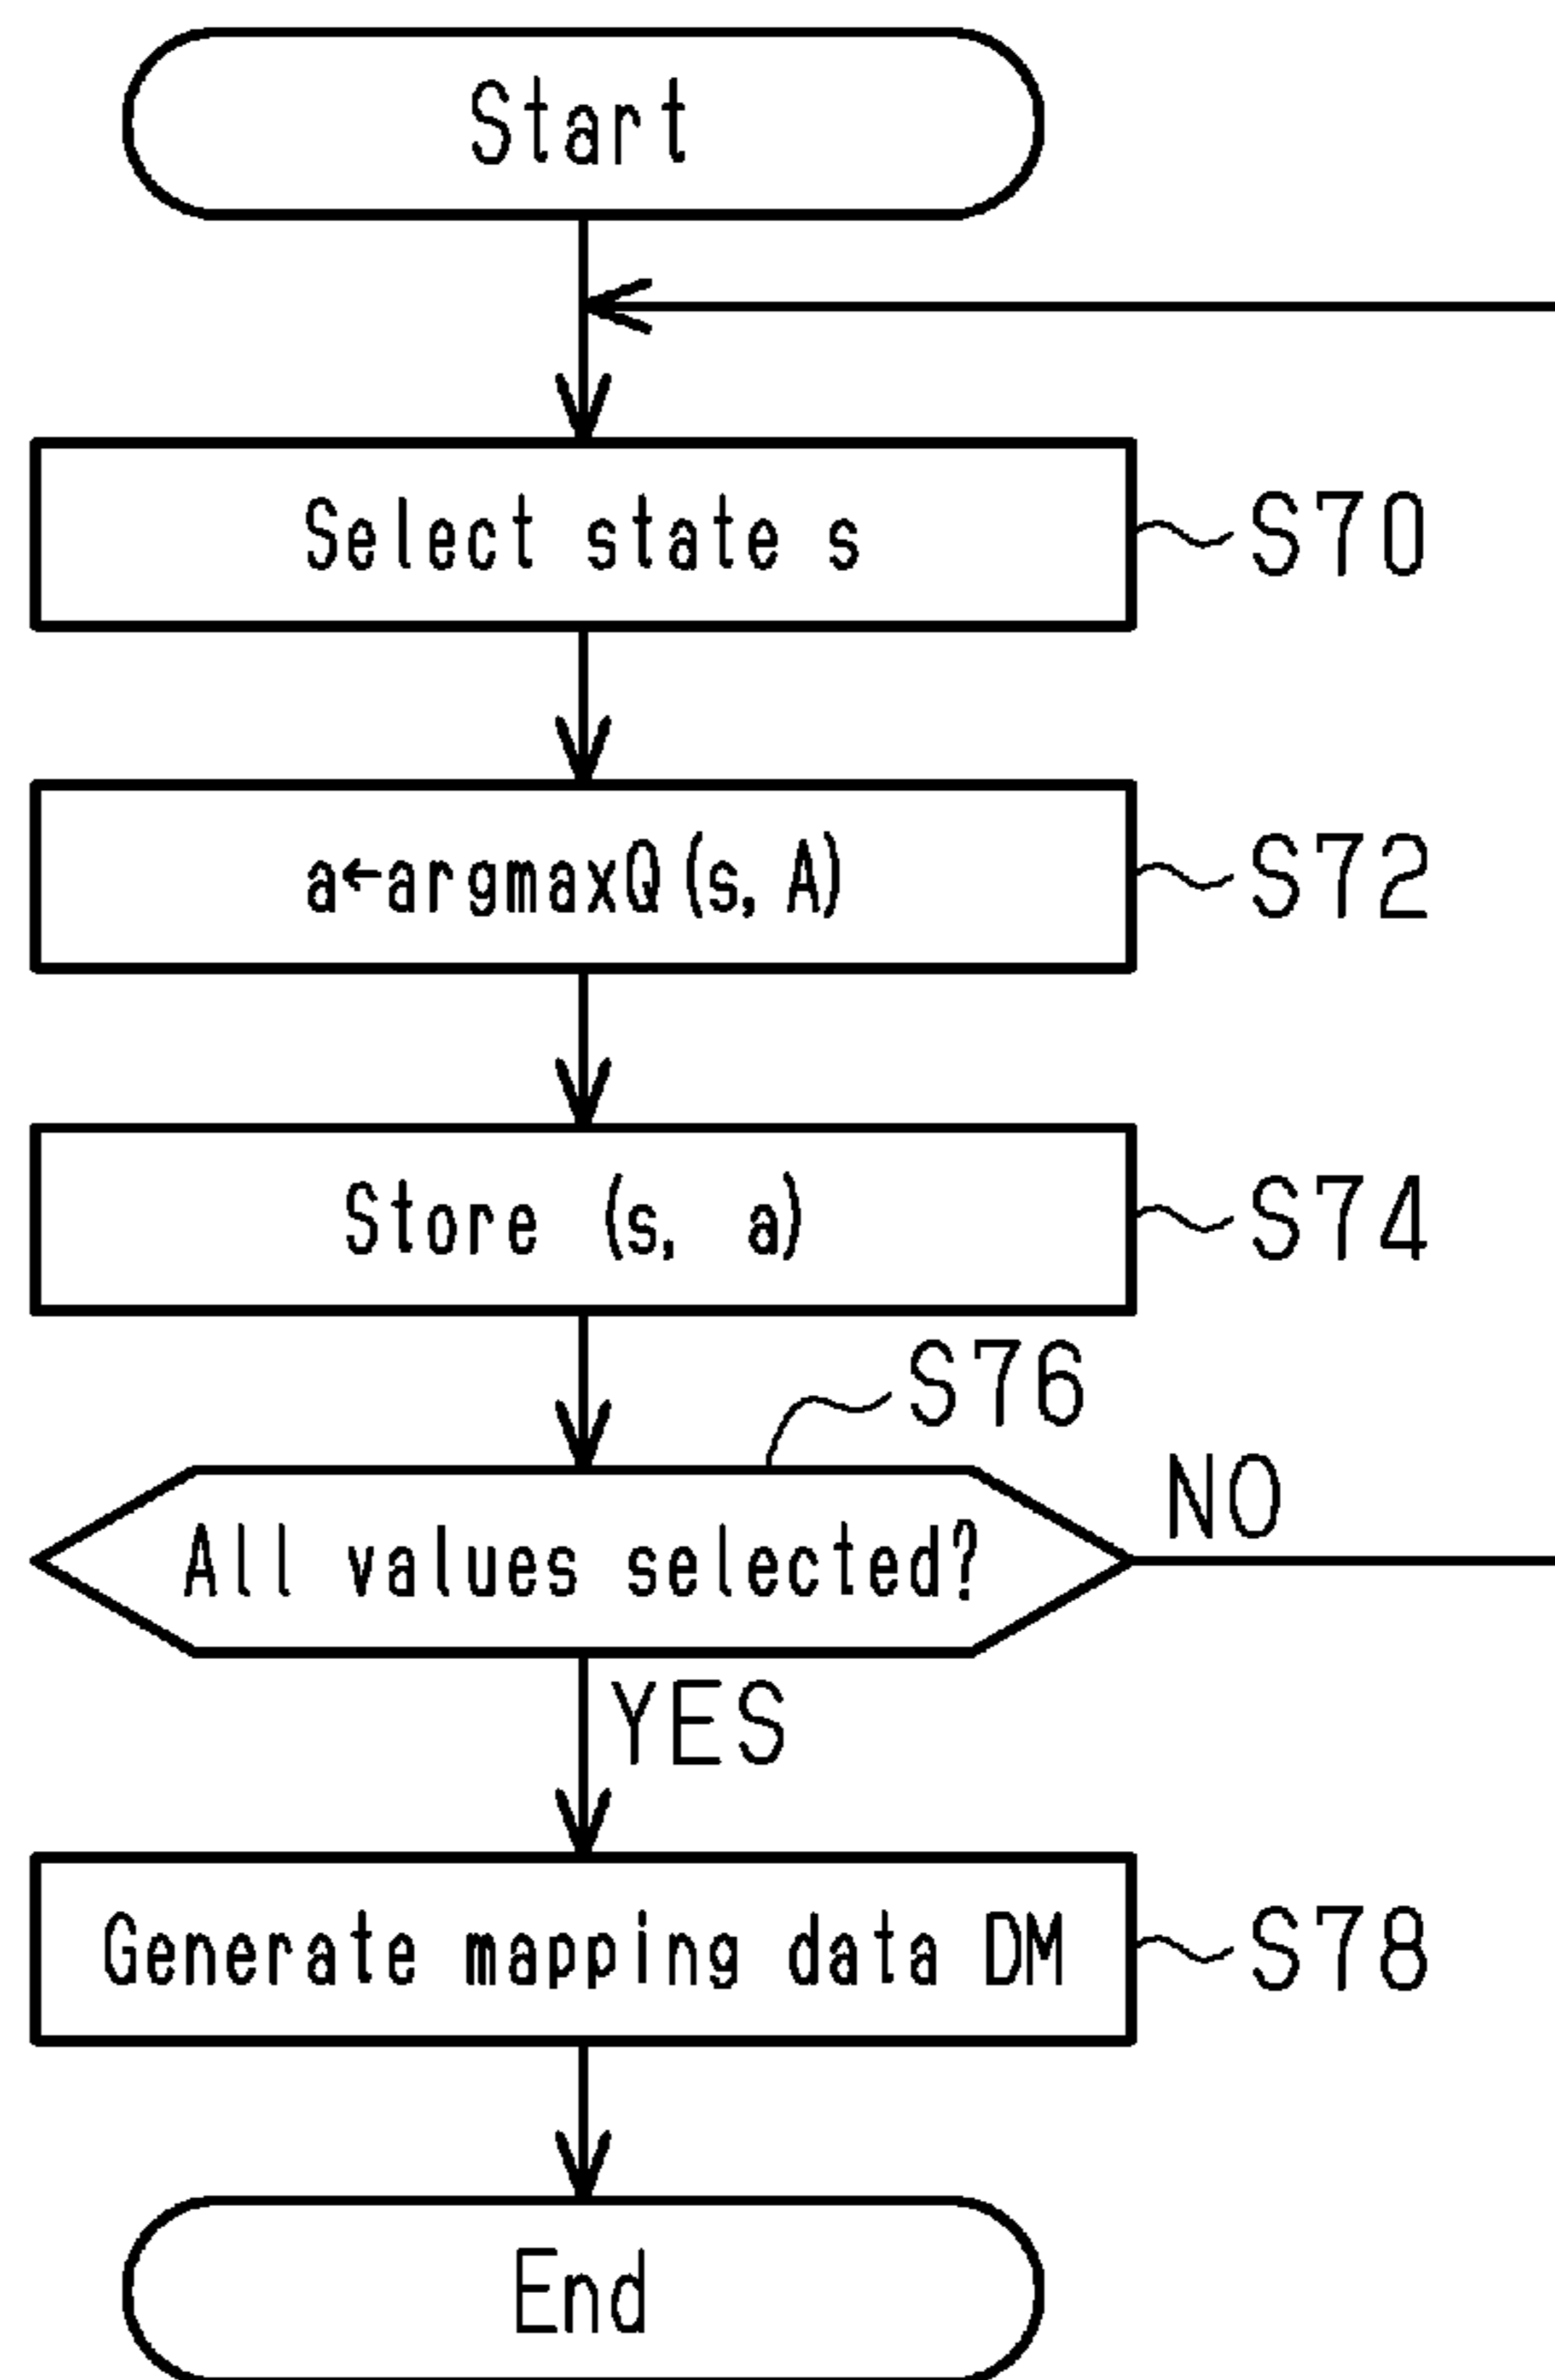 Start
Select state s
S70
a←argmaxQ(s, A)
S72
Store (s, a)
S74
S76
All values selected?
NO
YES
Generate mapping data DM
S78
End